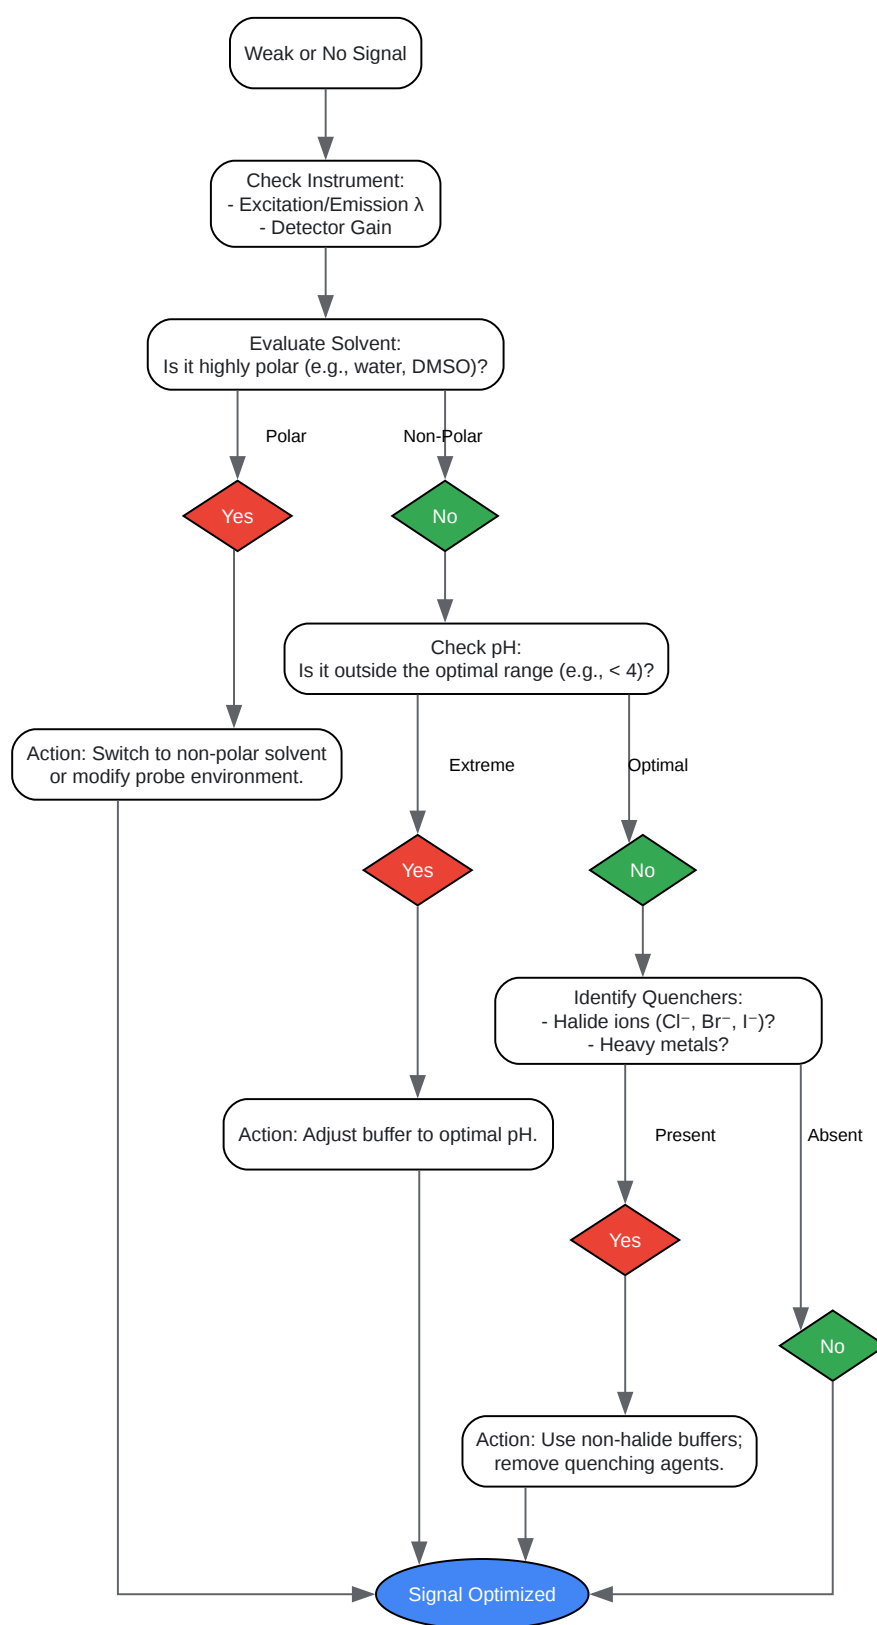 Weak or No Signal
Check Instrument:
- Excitation/Emission λ
- Detector Gain
Evaluate Solvent:
Is it highly polar (e.g., water, DMSO)?
Polar
Non-Polar
Yes
No
Check pH:
Is it outside the optimal range (e.g., < 4)?
Action: Switch to non-polar solvent
or modify probe environment.
Extreme
Optimal
Yes
No
Identify Quenchers:
- Halide ions (Cl⁻, Br⁻, I⁻)?
- Heavy metals?
Action: Adjust buffer to optimal pH.
Present
Absent
Yes
No
Action: Use non-halide buffers;
remove quenching agents.
Signal Optimized